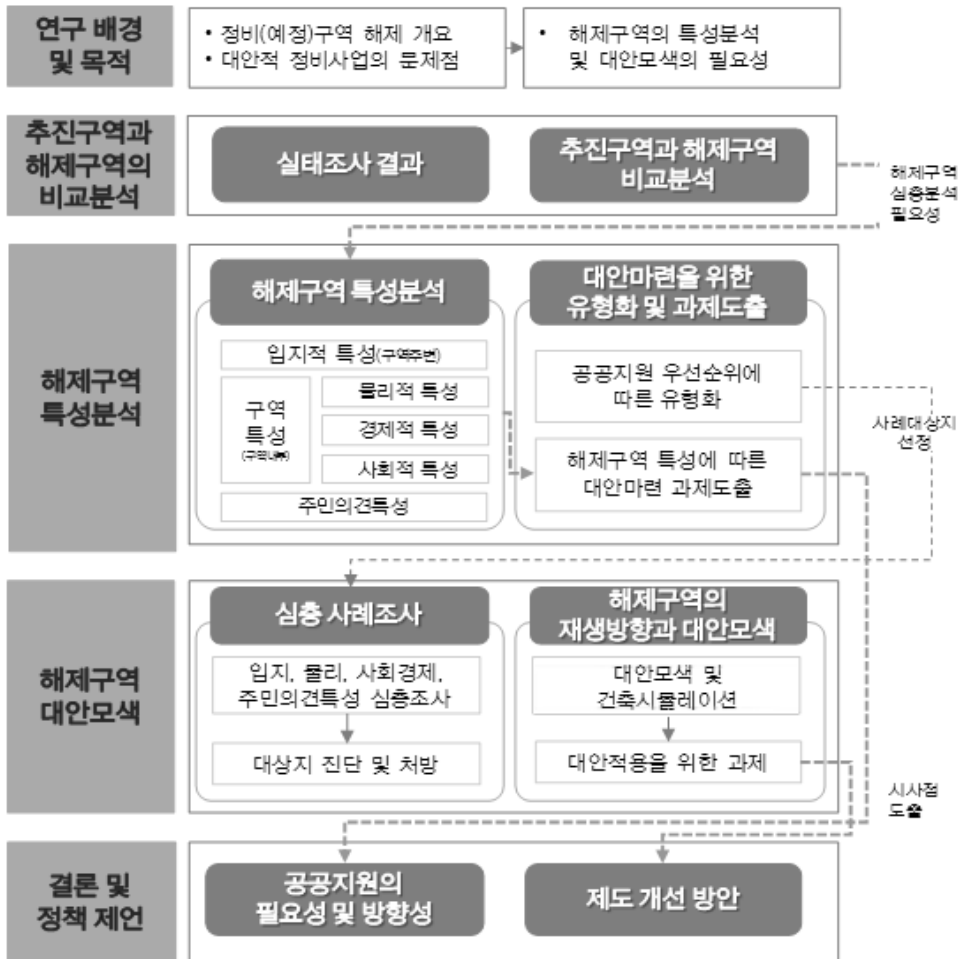 연구 배경
및 목적
• 정비(예정)구역 해제 개요
• 대안적 정비사업의 문제점
• 해제구역의 특성분석
및 대안모색의 필요성
추진구역과
해제구역의
비교분석
실태조사 결과
추진구역과 해제구역
비교분석
해제구역
심층분석
필요성
해제구역
특성분석
해제구역 특성분석
입지적 특성(구역주변)
구역
특성
(구역내부)
물리적 특성
경제적 특성
사회적 특성
주민의견특성
대안마련을 위한
유형화 및 과제도출
공공지원 우선순위에
따른 유형화
해제구역 특성에 따른
대안마련 과제도출
사례대상지
선정
해제구역
대안모색
심층 사례조사
입지, 물리, 사회경제,
주민의견특성 심층조사
대상지 진단 및 처방
해제구역의
재생방향과 대안모색
대안모색 및
건축시뮬레이션
대안적용을 위한 과제
시사점
도출
결론 및
정책 제언
공공지원의
필요성 및 방향성
제도 개선 방안